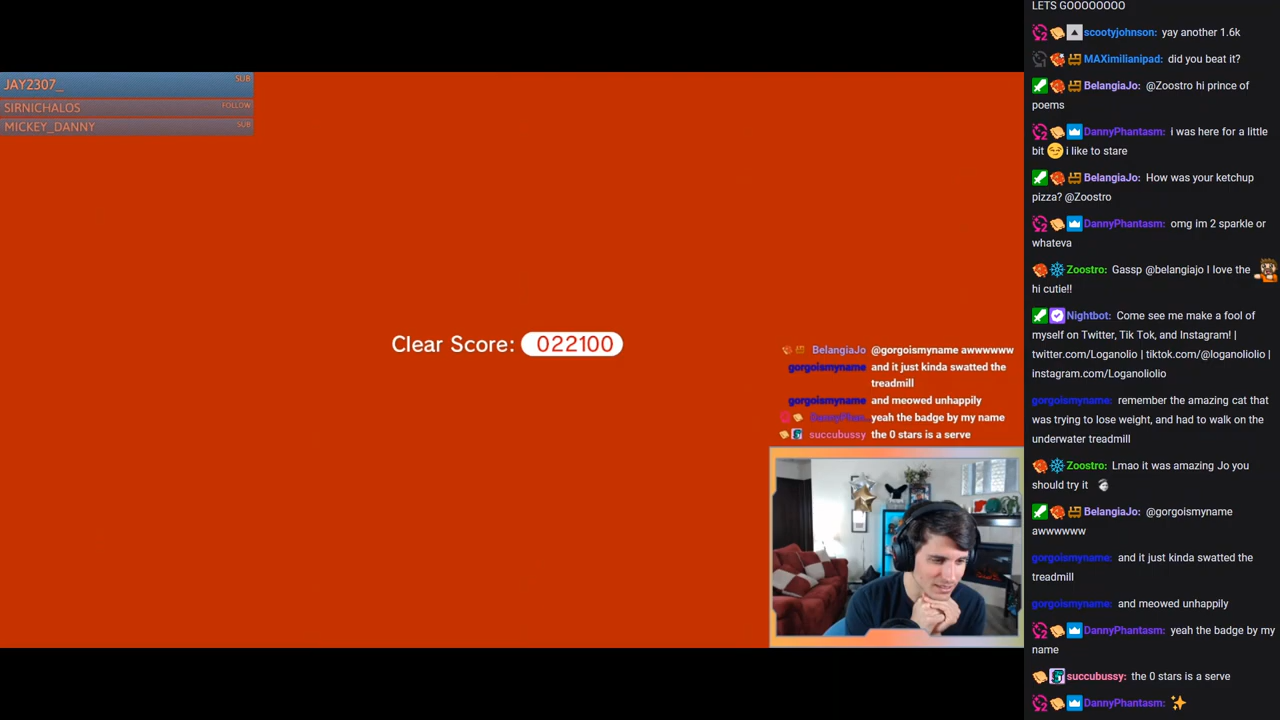 JAY2307_
SUB
SIRNICHALOS
FOLLOW
MICKEY_DANNY
SUB
Clear Score: 022100
BelangiaJo @gorgoismyname awwwwww
gorgoismyname and it just kinda swatted the
treadmill
gorgoismyname and meowed unhappily
DannyPhan... yeah the badge by my name
succubussy the 0 stars is a serve
LETS GOOOOOOOO
scootyjohnson: yay another 1.6k
MAXimilianipad: did you beat it?
BelangiaJo: @Zoostro hi prince of
poems
DannyPhantasm: i was here for a little
bit 😏 i like to stare
BelangiaJo: How was your ketchup
pizza? @Zoostro
DannyPhantasm: omg im 2 sparkle or
whateva
Zoostro: Gassp @belangiajo I love the
hi cutie!!
Nightbot: Come see me make a fool of
myself on Twitter, Tik Tok, and Instagram! |
twitter.com/Loganolio | tiktok.com/@loganoliolio |
instagram.com/Loganoliolio
gorgoismyname: remember the amazing cat that
was trying to lose weight, and had to walk on the
underwater treadmill
Zoostro: Lmao it was amazing Jo you
should try it
BelangiaJo: @gorgoismyname
awwwwww
gorgoismyname: and it just kinda swatted the
treadmill
gorgoismyname: and meowed unhappily
DannyPhantasm: yeah the badge by my
name
succubussy: the 0 stars is a serve
DannyPhantasm: ✨